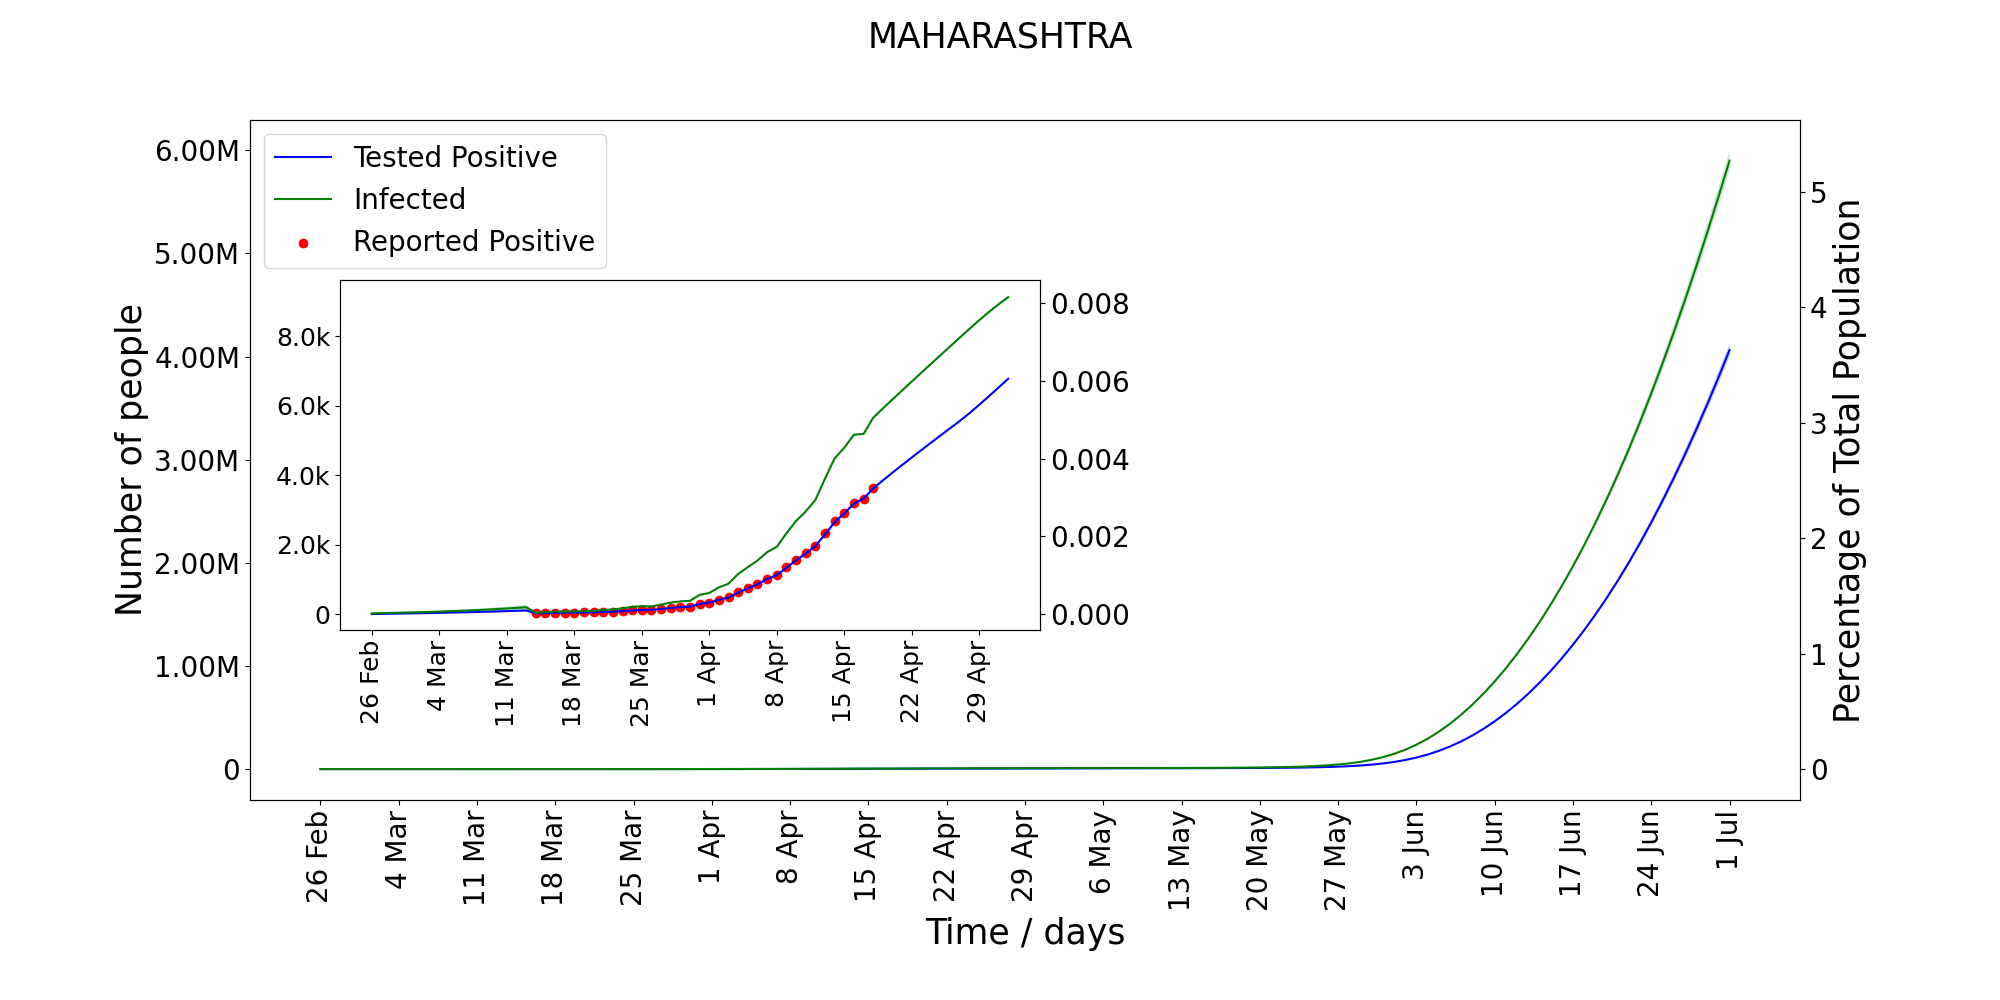 MAHARASHTRA
Tested Positive
Infected
Reported Positive
Number of people
6.00M
5.00M
4.00M
3.00M
2.00M
1.00M
0
8.0k
6.0k
4.0k
2.0k
0
0.008
0.006
0.004
0.002
0.000
26 Feb
4 Mar
11 Mar
18 Mar
25 Mar
1 Apr
8 Apr
15 Apr
22 Apr
29 Apr
5
4
3
2
1
0
Percentage of Total Population
26 Feb
4 Mar
11 Mar
18 Mar
25 Mar
1 Apr
8 Apr
15 Apr
22 Apr
29 Apr
6 May
13 May
20 May
27 May
3 Jun
10 Jun
17 Jun
24 Jun
1 Jul
Time / days